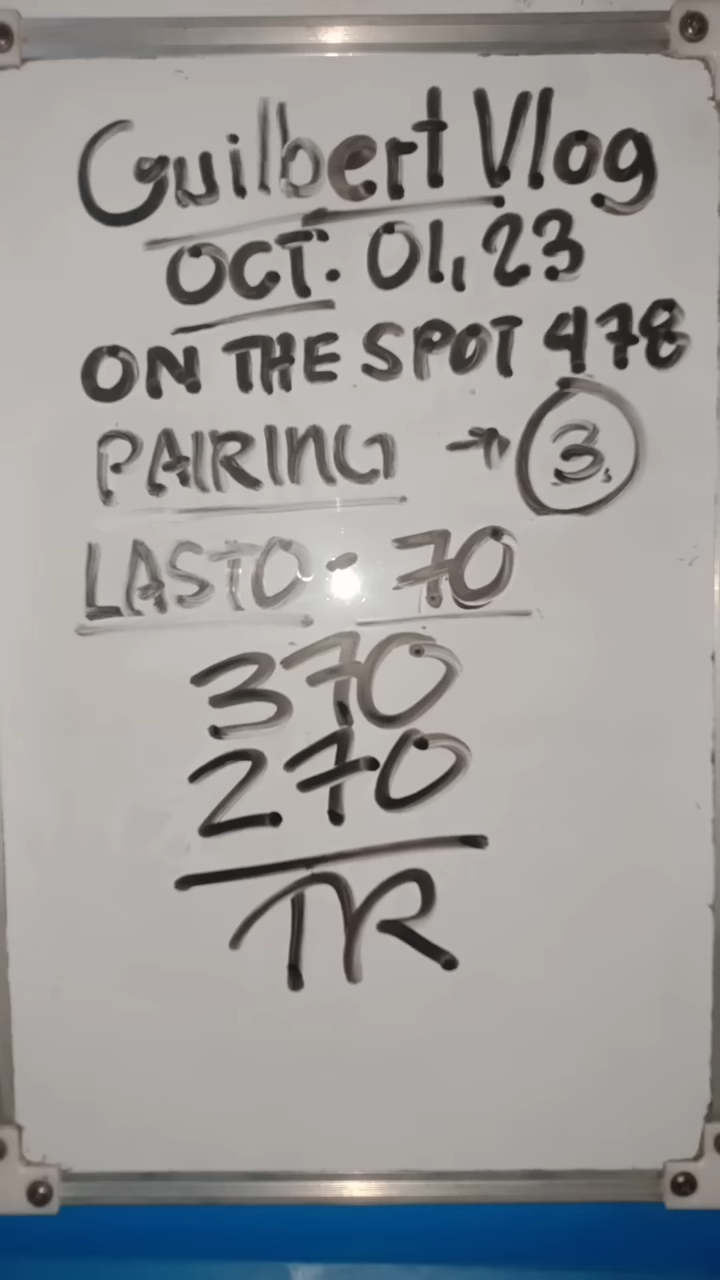 Guilbert Vlog
OCT. 01, 23
ON THE SPOT 478
PAIRING → 3.
LASTO - 70
370
270
TR